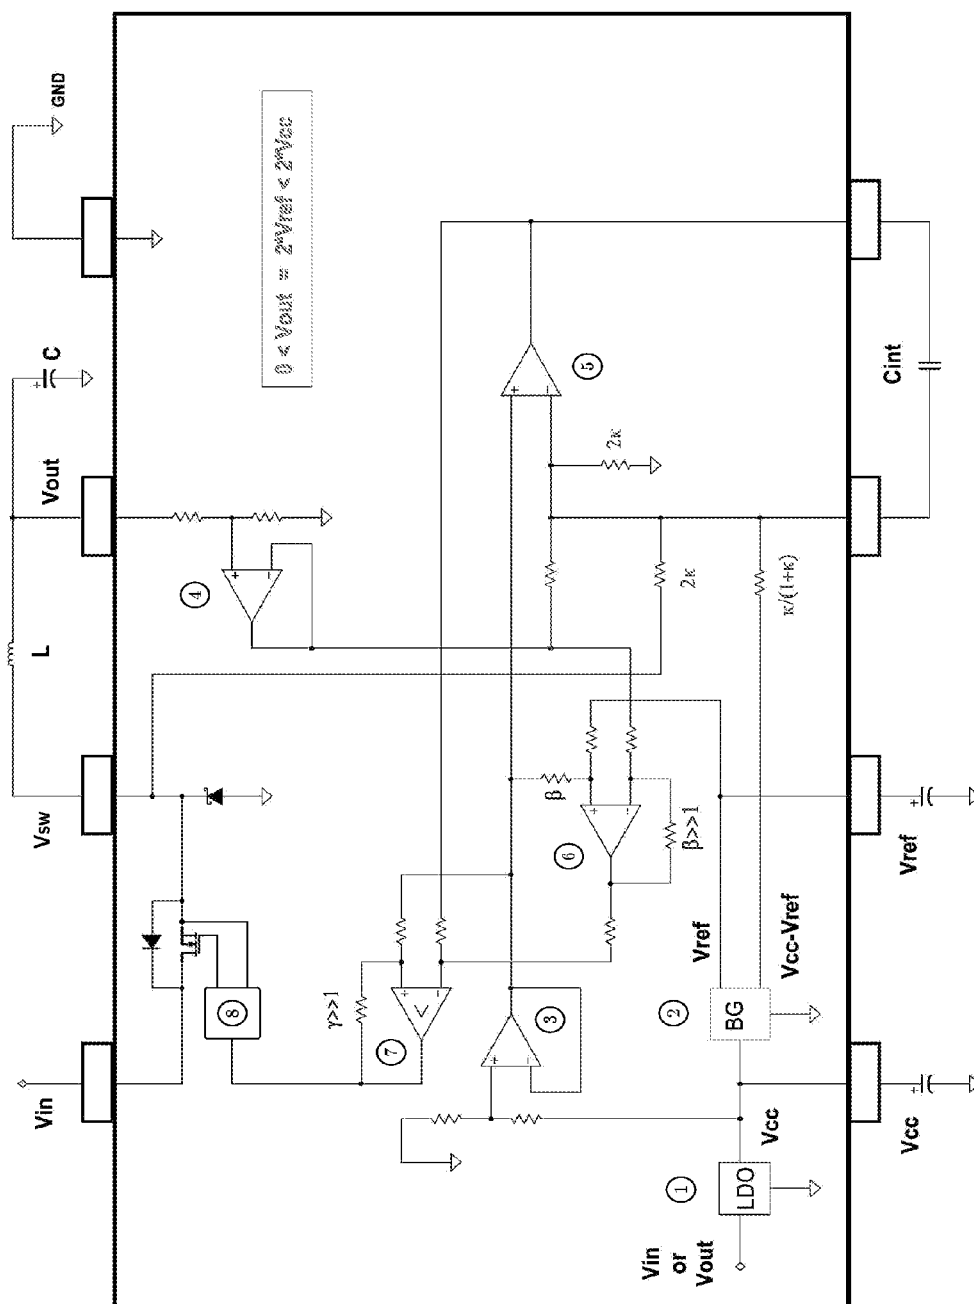 Vin
Vsw
L
Vout
C
GND
4
8
0 < Vout = 2*Vref < 2*Vcc
γ>>1
7
3
β
6
5
2κ
Vin
or
Vout
1
2
Vref
β>>1
2κ
LDO
BG
Vcc
Vcc-Vref
κ/(1+κ)
Vcc
Vref
Cint